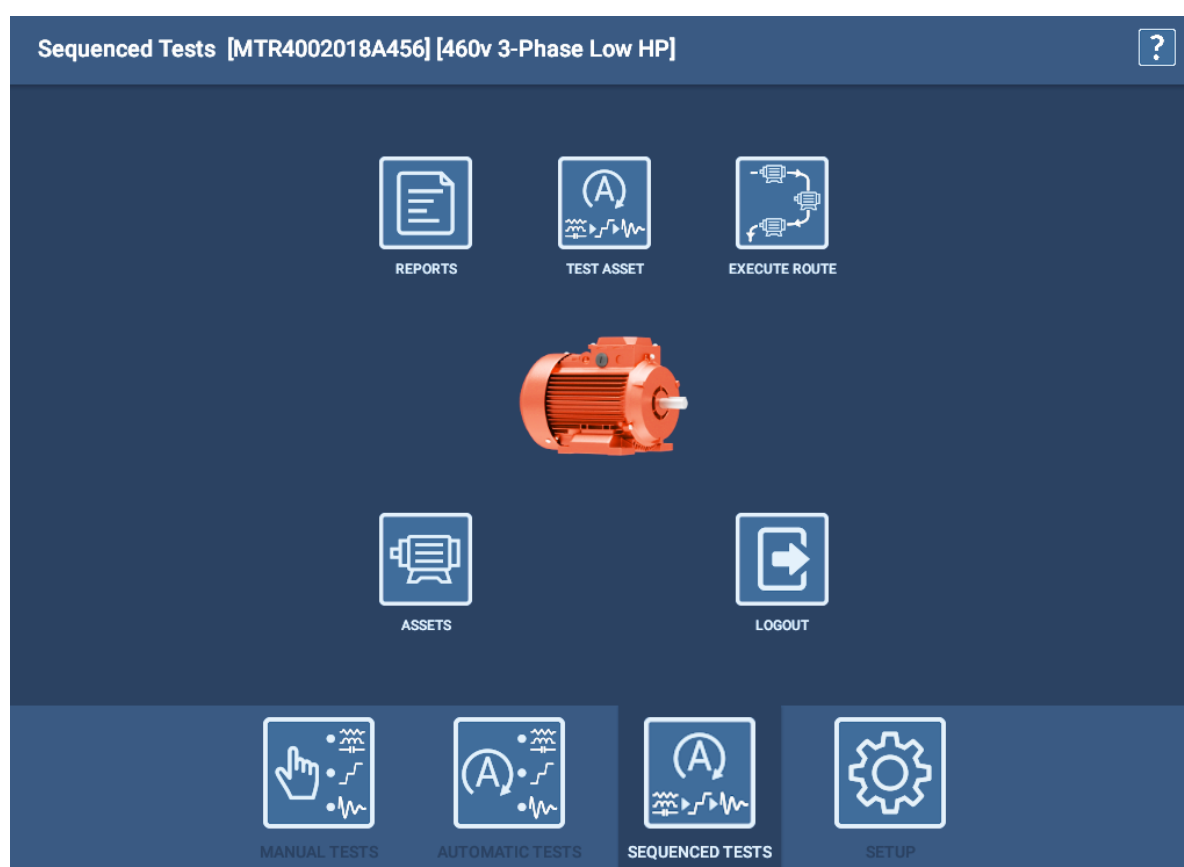 Sequenced Tests [MTR4002018A456] [460v 3-Phase Low HP]
?
REPORTS
TEST ASSET
EXECUTE ROUTE
ASSETS
LOGOUT
MANUAL TESTS
AUTOMATIC TESTS
SEQUENCED TESTS
SETUP